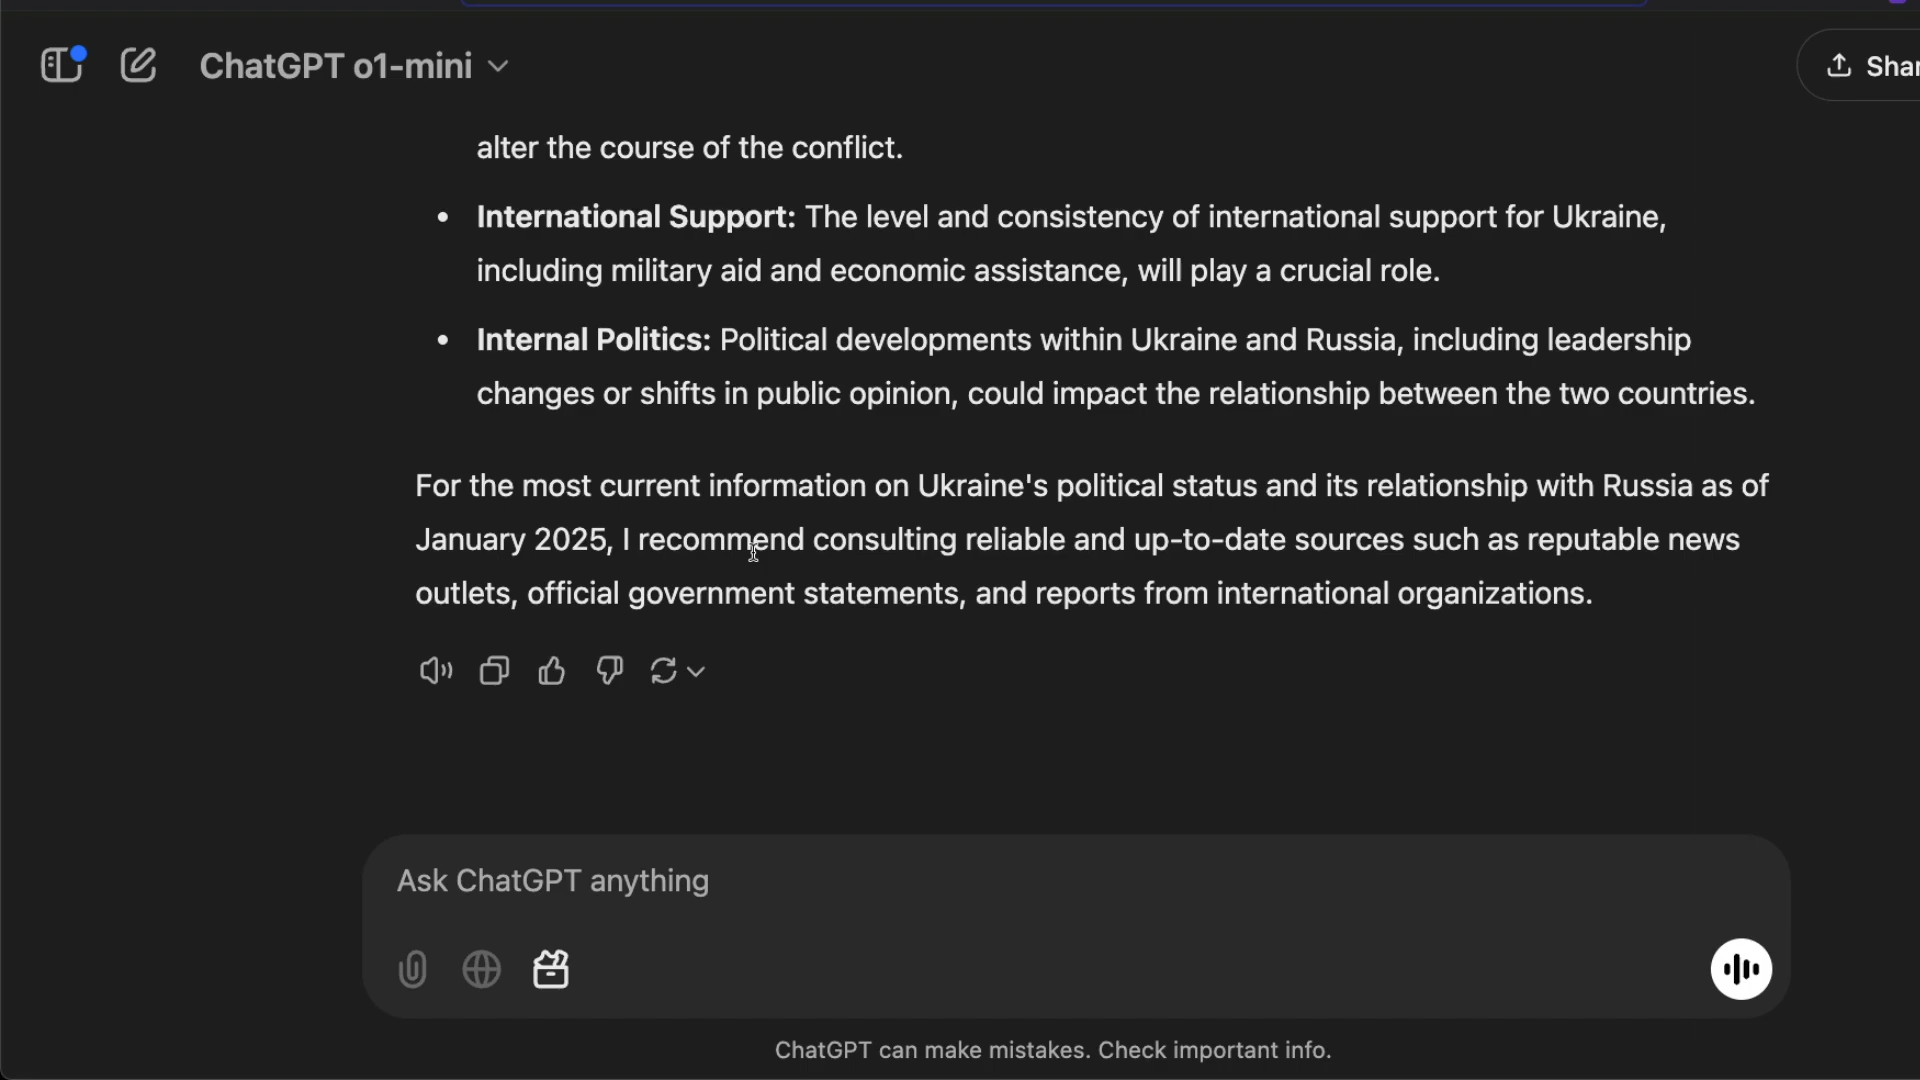 ChatGPT o1-mini
Shar
alter the course of the conflict.
• International Support: The level and consistency of international support for Ukraine,
including military aid and economic assistance, will play a crucial role.
• Internal Politics: Political developments within Ukraine and Russia, including leadership
changes or shifts in public opinion, could impact the relationship between the two countries.
For the most current information on Ukraine's political status and its relationship with Russia as of
January 2025, I recommend consulting reliable and up-to-date sources such as reputable news
outlets, official government statements, and reports from international organizations.
Ask ChatGPT anything
ChatGPT can make mistakes. Check important info.